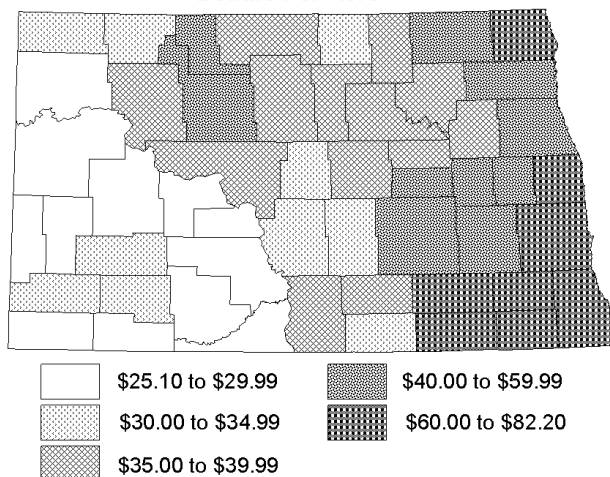 $25.10 to $29.99
$30.00 to $34.99
$35.00 to $39.99
$40.00 to $59.99
$60.00 to $82.20